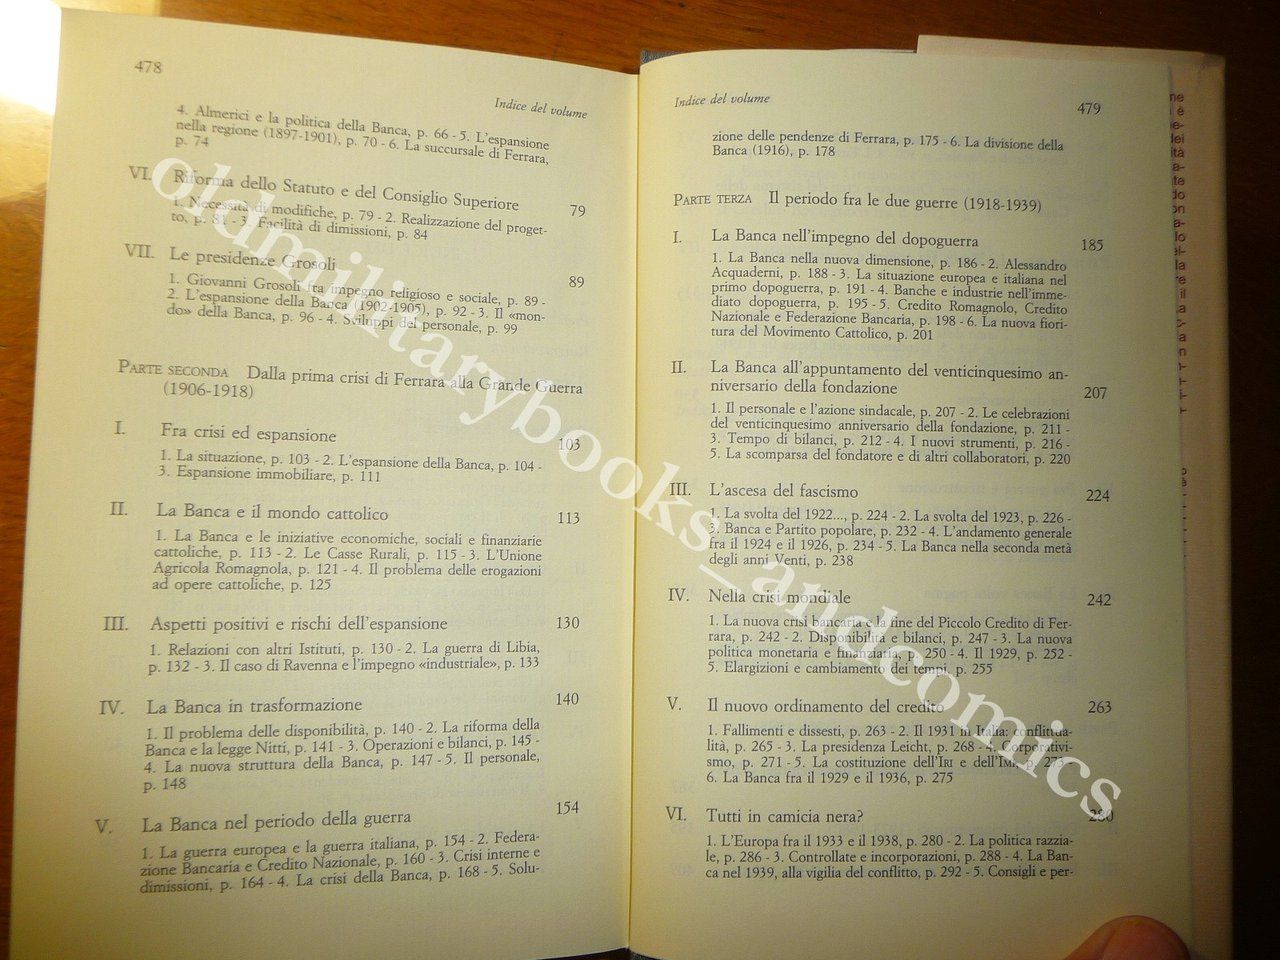 478
Indice del volume
4. Almerici e la politica della Banca, p. 66 - 5. L'espansione
nella regione (1897-1901), p. 70 - 6. La succursale di Ferrara,
p. 74
VI. Riforma dello Statuto e del Consiglio Superiore 79
1. Necessità di modifiche, p. 79 - 2. Realizzazione del proget-
to, p. 81 - 3. Facilità di dimissioni, p. 84
VII. Le presidenze Grosoli 89
1. Giovanni Grosoli fra impegno religioso e sociale, p. 89 -
2. L'espansione della Banca (1902-1905), p. 92 - 3. Il «mon-
do» della Banca, p. 96 - 4. Sviluppi del personale, p. 99
PARTE SECONDA Dalla prima crisi di Ferrara alla Grande Guerra
(1906-1918)
I. Fra crisi ed espansione 103
1. La situazione, p. 103 - 2. L'espansione della Banca, p. 104 -
3. Espansione immobiliare, p. 111
II. La Banca e il mondo cattolico 113
1. La Banca e le iniziative economiche, sociali e finanziarie
cattoliche, p. 113 - 2. Le Casse Rurali, p. 115 - 3. L'Unione
Agricola Romagnola, p. 121 - 4. Il problema delle erogazioni
ad opere cattoliche, p. 125
III. Aspetti positivi e rischi dell'espansione 130
1. Relazioni con altri Istituti, p. 130 - 2. La guerra di Libia,
p. 132 - 3. Il caso di Ravenna e l'impegno «industriale», p. 133
IV. La Banca in trasformazione 140
1. Il problema delle disponibilità, p. 140 - 2. La riforma della
Banca e la legge Nitti, p. 141 - 3. Operazioni e bilanci, p. 145 -
4. La nuova struttura della Banca, p. 147 - 5. Il personale,
p. 148
V. La Banca nel periodo della guerra 154
1. La guerra europea e la guerra italiana, p. 154 - 2. Federa-
zione Bancaria e Credito Nazionale, p. 160 - 3. Crisi interne e
dimissioni, p. 164 - 4. La crisi della Banca, p. 168 - 5. Solu-
Indice del volume
479
zione delle pendenze di Ferrara, p. 175 - 6. La divisione della
Banca (1916), p. 178
PARTE TERZA Il periodo fra le due guerre (1918-1939)
I. La Banca nell'impegno del dopoguerra 185
1. La Banca nella nuova dimensione, p. 186 - 2. Alessandro
Acquaderni, p. 188 - 3. La situazione europea e italiana nel
primo dopoguerra, p. 191 - 4. Banche e industrie nell'imme-
diato dopoguerra, p. 195 - 5. Credito Romagnolo, Credito
Nazionale e Federazione Bancaria, p. 198 - 6. La nuova fiori-
tura del Movimento Cattolico, p. 201
II. La Banca all'appuntamento del venticinquesimo an-
niversario della fondazione 207
1. Il personale e l'azione sindacale, p. 207 - 2. Le celebrazioni
del venticinquesimo anniversario della fondazione, p. 211 -
3. Tempo di bilanci, p. 212 - 4. I nuovi strumenti, p. 216 -
5. La scomparsa del fondatore e di altri collaboratori, p. 220
III. L'ascesa del fascismo 224
1. La svolta del 1922..., p. 224 - 2. La svolta del 1923, p. 226 -
3. Banca e Partito popolare, p. 232 - 4. L'andamento generale
fra il 1924 e il 1926, p. 234 - 5. La Banca nella seconda metà
degli anni Venti, p. 238
IV. Nella crisi mondiale 242
1. La nuova crisi bancaria e la fine del Piccolo Credito di Fer-
rara, p. 242 - 2. Disponibilità e bilanci, p. 247 - 3. La nuova
politica monetaria e finanziaria, p. 250 - 4. Il 1929, p. 252 -
5. Elargizioni e cambiamento dei tempi, p. 255
V. Il nuovo ordinamento del credito 263
1. Fallimenti e dissesti, p. 263 - 2. Il 1931 in Italia: conflittua-
lità, p. 265 - 3. La presidenza Leicht, p. 268 - 4. Corporativi-
smo, p. 271 - 5. La costituzione dell'IRI e dell'IMI, p. 273 -
6. La Banca fra il 1929 e il 1936, p. 275
VI. Tutti in camicia nera? 280
1. L'Europa fra il 1933 e il 1938, p. 280 - 2. La politica razzia-
le, p. 286 - 3. Controllate e incorporazioni, p. 288 - 4. La Ban-
ca nel 1939, alla vigilia del conflitto, p. 292 - 5. Consigli e per-
oldmilitarybooks_andcomics